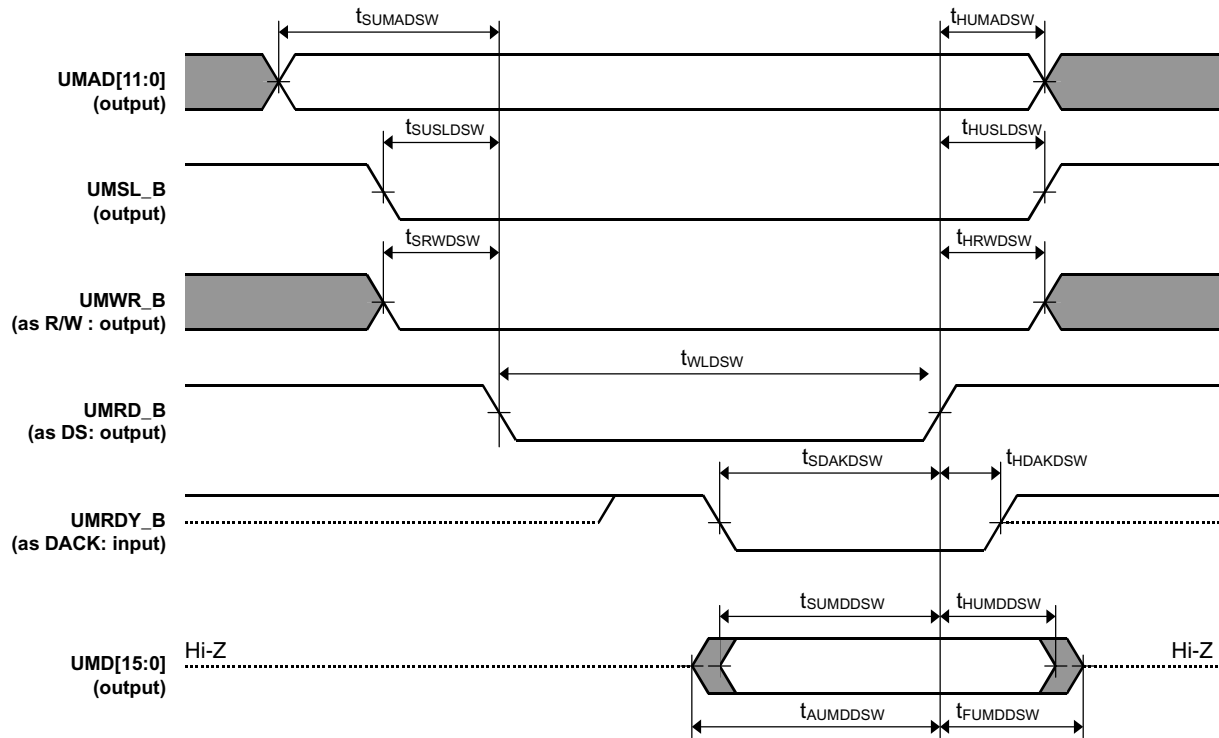 tSUMADSW tHUMADSW
UMAD[11:0]
(output)
tSUSLDSW tHUSLDSW
UMSL_B
(output)
tSRWDSW tHRWDSW
UMWR_B
(as R/W : output)
tWLDSW
UMRD_B
(as DS: output)
tSDAKDSW tHDAKDSW
UMRDY_B
(as DACK: input)
tSUMDDSW tHUMDDSW
Hi-Z Hi-Z
UMD[15:0]
(output)
tAUMDDSW tFUMDDSW